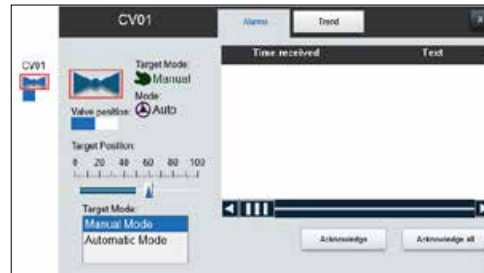 CV01
CV01
Alarms
Trend
Target Mode:
Manual
Mode:
Auto
Valve position:
Time received
Text
Target Position:
0 20 40 60 80 100
Target Mode:
Manual Mode
Automatic Mode
Acknowledge
Acknowledge all